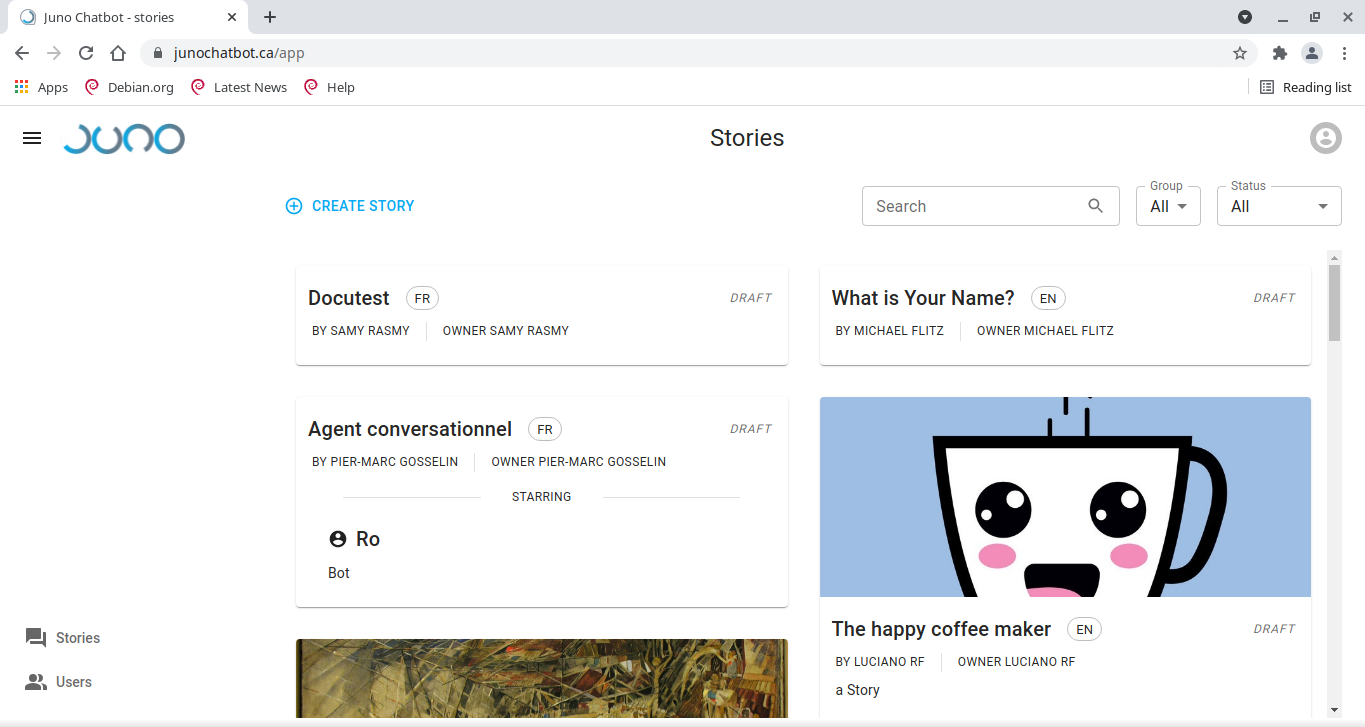 Juno Chatbot - stories
junochatbot.ca/app
Apps
Debian.org
Latest News
Help
Reading list
JUNO
Stories
CREATE STORY
Search
Group
All
Status
All
Docutest FR DRAFT
BY SAMY RASMY OWNER SAMY RASMY
What is Your Name? EN DRAFT
BY MICHAEL FLITZ OWNER MICHAEL FLITZ
Agent conversationnel FR DRAFT
BY PIER-MARC GOSSELIN OWNER PIER-MARC GOSSELIN
STARRING
Ro
Bot
The happy coffee maker EN DRAFT
BY LUCIANO RF OWNER LUCIANO RF
a Story
Stories
Users